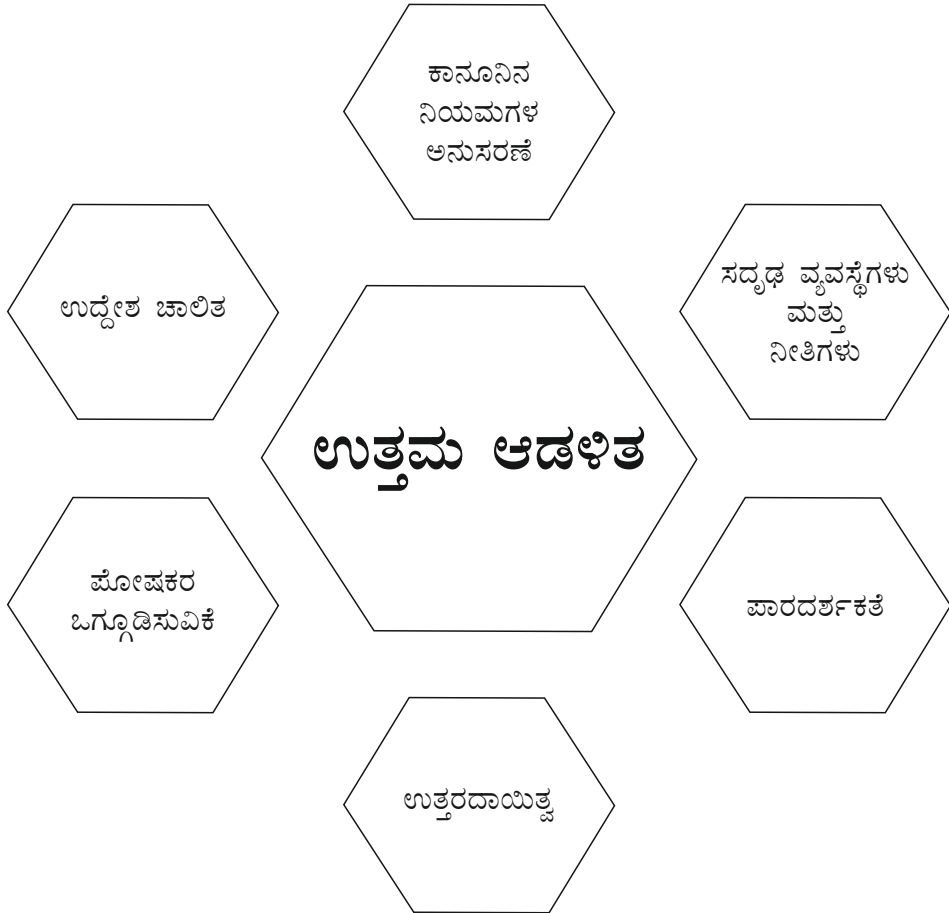 ಕಾನೂನಿನ
ನಿಯಮಗಳ
ಅನುಸರಣೆ
ಉದ್ದೇಶ ಚಾಲಿತ
ಸದೃಢ ವ್ಯವಸ್ಥೆಗಳು
ಮತ್ತು
ನೀತಿಗಳು
ಉತ್ತಮ ಆಡಳಿತ
ಪೋಷಕರ
ಒಗ್ಗೂಡಿಸುವಿಕೆ
ಪಾರದರ್ಶಕತೆ
ಉತ್ತರದಾಯಿತ್ವ